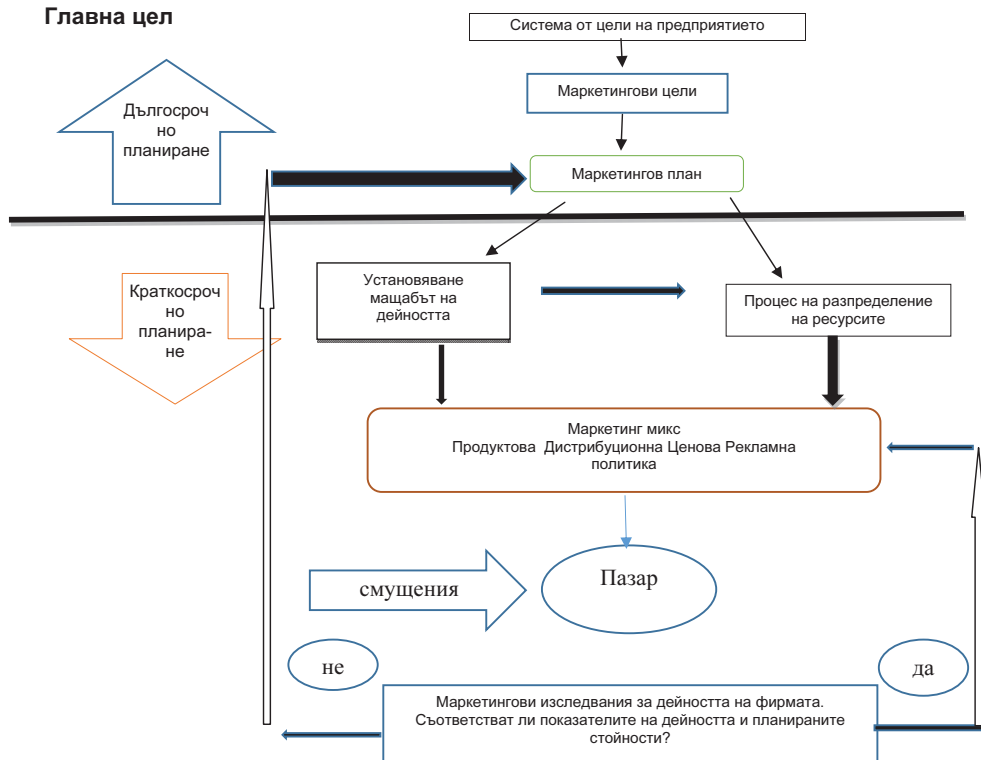 Главна цел
Система от цели на предприятието
Маркетингови цели
Дългосроч
но
планиране
Маркетингов план
Краткосроч
но
планира-
не
Установяване
мащабът на
дейността
Процес на разпределение
на ресурсите
Маркетинг микс
Продуктова Дистрибуционна Ценова Рекламна
политика
смущения
Пазар
не
да
Маркетингови изследвания за дейността на фирмата.
Съответстват ли показателите на дейността и планираните
стойности?